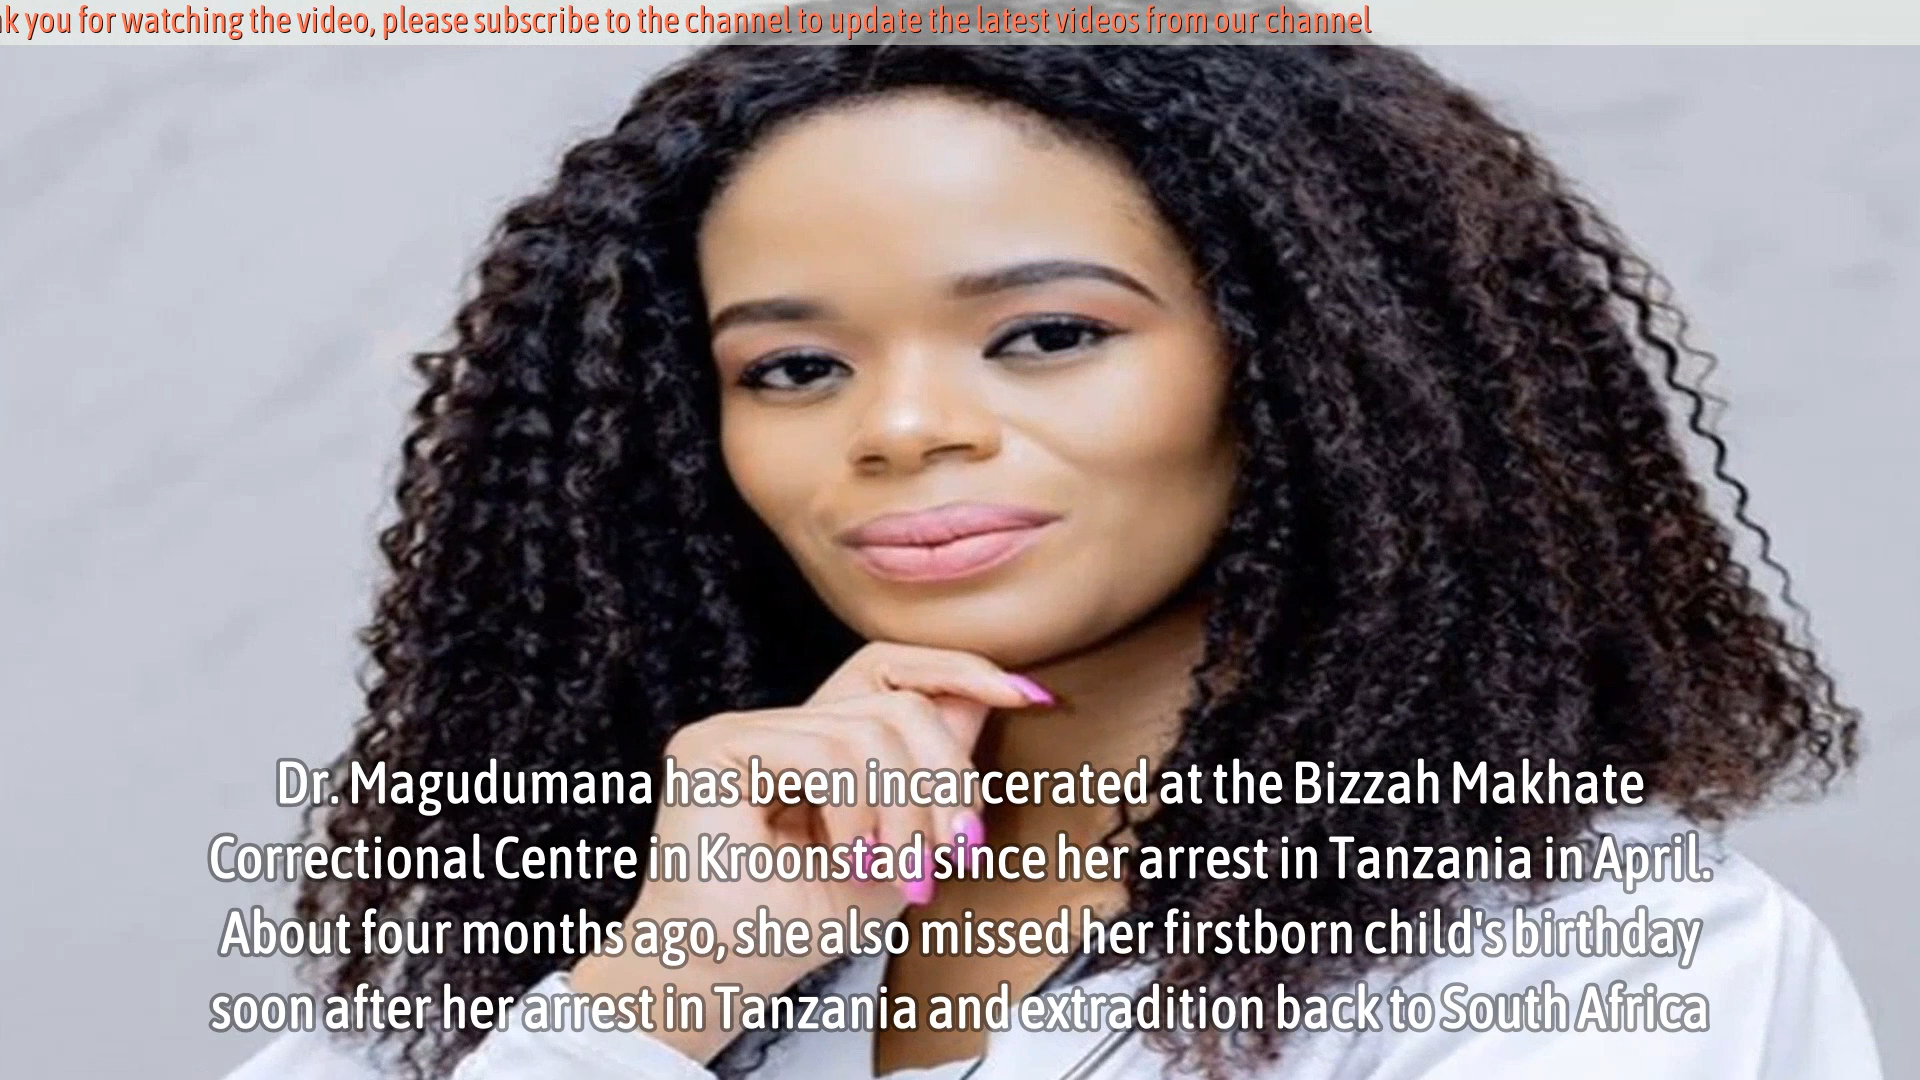 k you for watching the video, please subscribe to the channel to update the latest videos from our channel
Dr. Magudumana has been incarcerated at the Bizzah Makhate
Correctional Centre in Kroonstad since her arrest in Tanzania in April.
About four months ago, she also missed her firstborn child's birthday
soon after her arrest in Tanzania and extradition back to South Africa